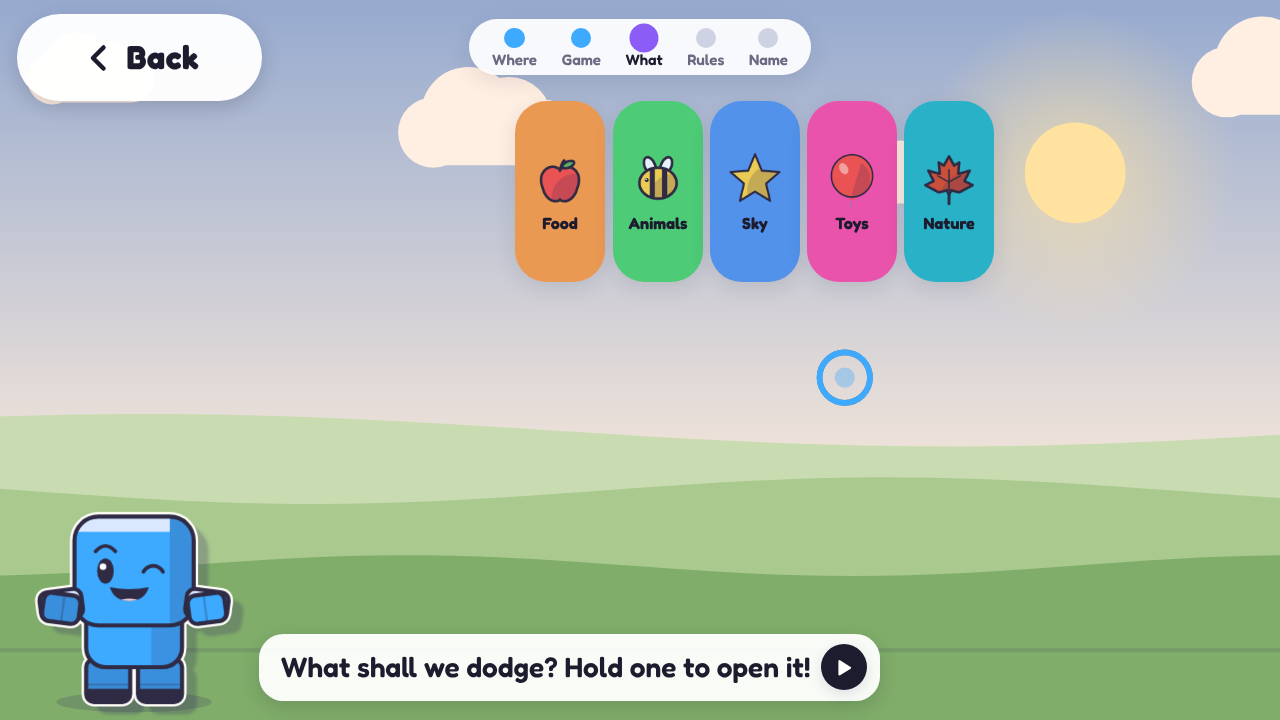 Back
Where Game What Rules Name
Food Animals Sky Toys Nature
What shall we dodge? Hold one to open it!